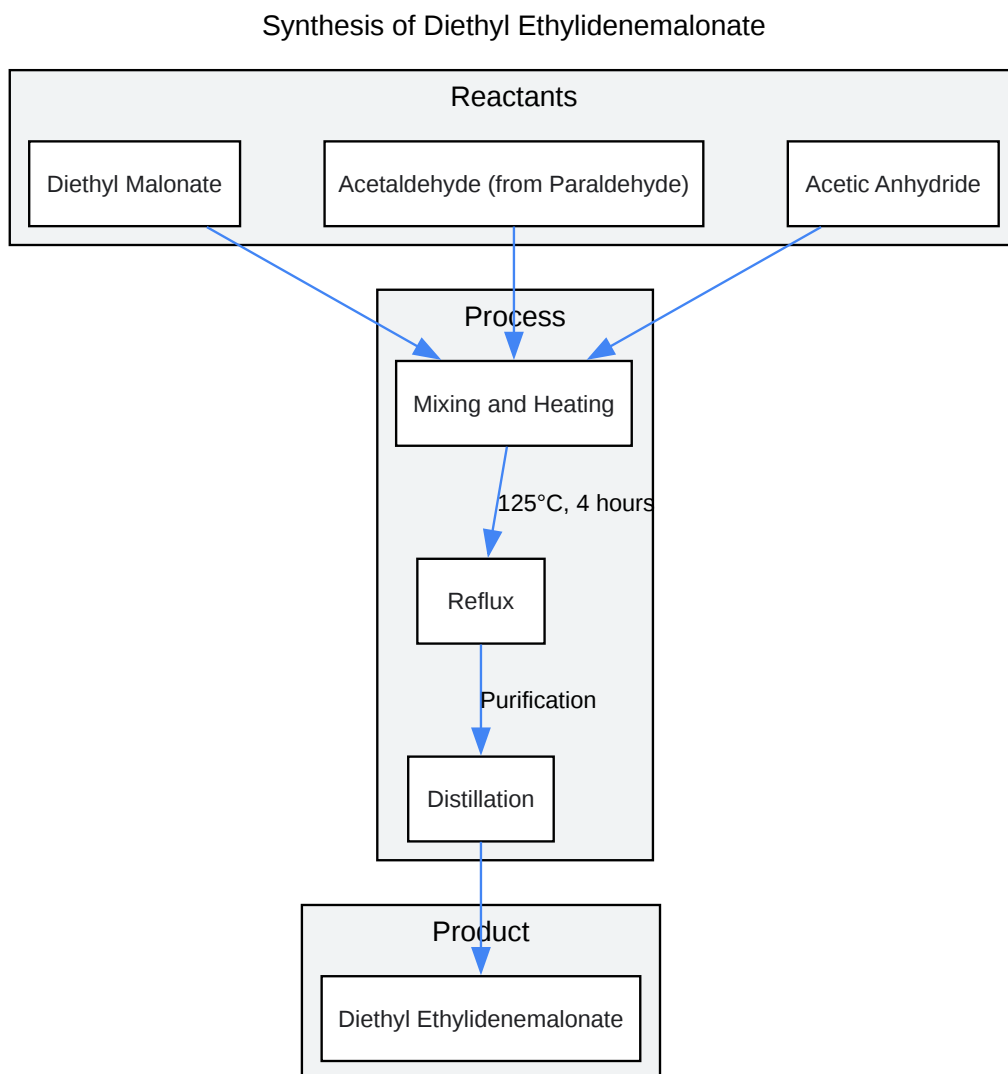 Synthesis of Diethyl Ethylidenemalonate
Reactants
Diethyl Malonate
Acetaldehyde (from Paraldehyde)
Acetic Anhydride
Process
Mixing and Heating
125°C, 4 hours
Reflux
Purification
Distillation
Product
Diethyl Ethylidenemalonate